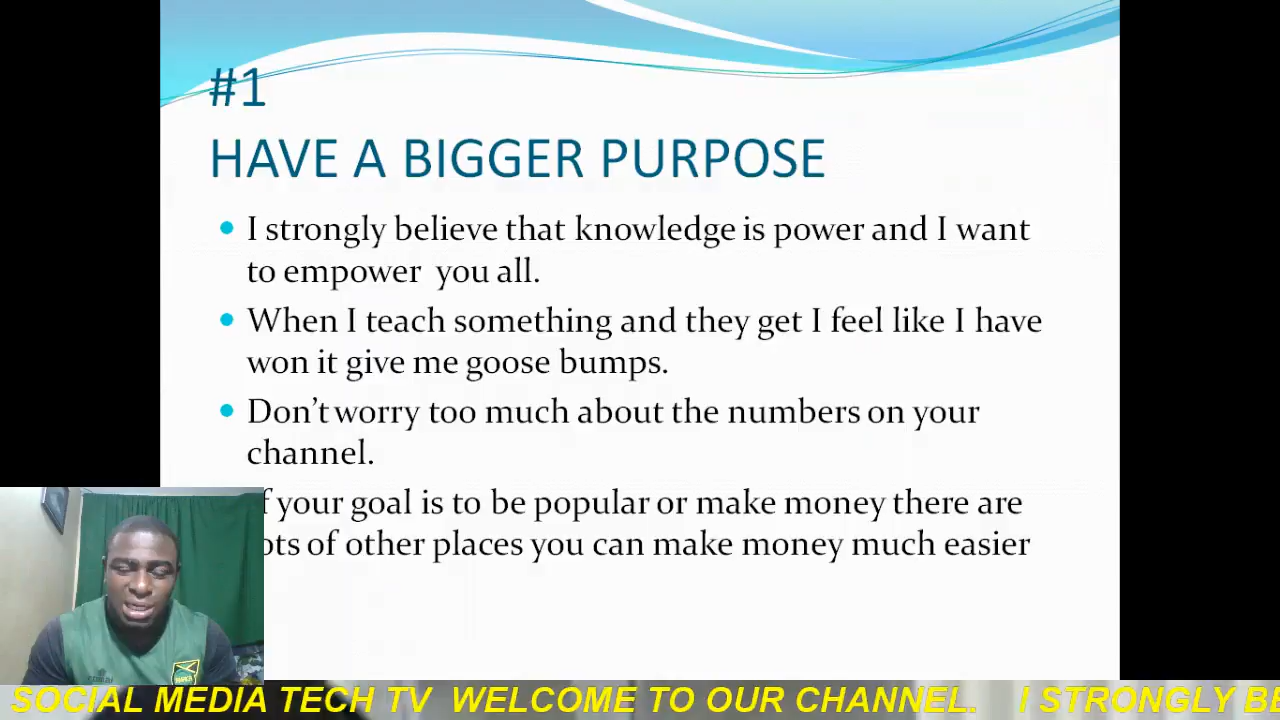 #1
HAVE A BIGGER PURPOSE
I strongly believe that knowledge is power and I want
to empower you all.
When I teach something and they get I feel like I have
won it give me goose bumps.
Don't worry too much about the numbers on your
channel.
f your goal is to be popular or make money there are
ots of other places you can make money much easier
SOCIAL MEDIA TECH TV WELCOME TO OUR CHANNEL. I STRONGLY BE